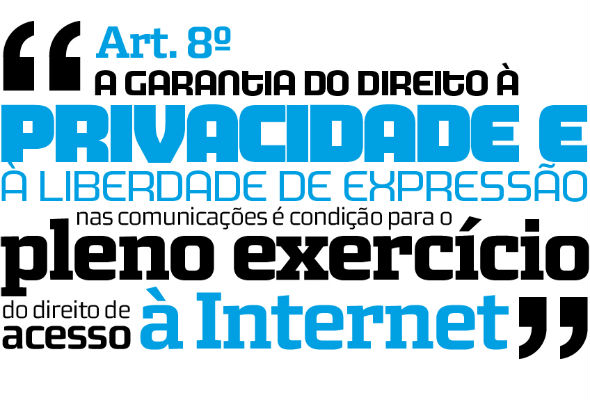 “ Art. 8º
A GARANTIA DO DIREITO À
PRIVACIDADE E
À LIBERDADE DE EXPRESSÃO
nas comunicações é condição para o
pleno exercício
do direito de
acesso à Internet ”